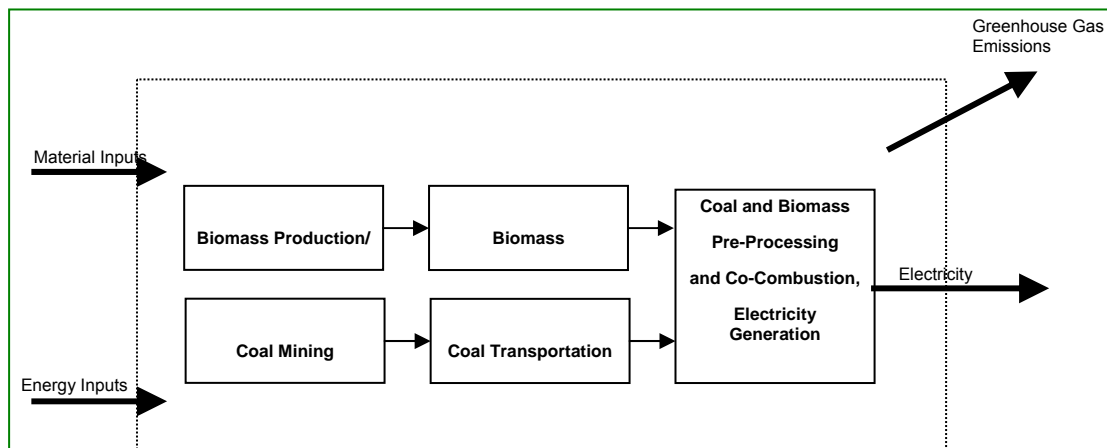 Greenhouse Gas
Emissions
Material Inputs
Biomass Production/
Biomass
Coal and Biomass
Pre-Processing
and Co-Combustion,
Electricity
Generation
Electricity
Coal Mining
Coal Transportation
Energy Inputs